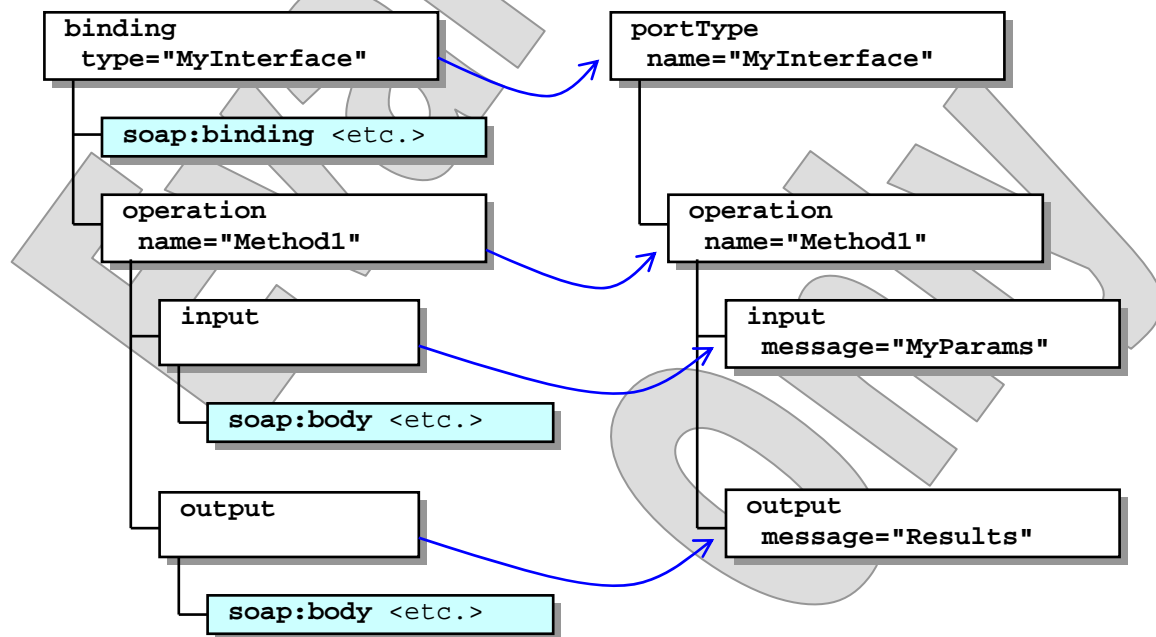 binding
type="MyInterface"
soap:binding <etc.>
operation
name="Method1"
input
soap:body <etc.>
output
soap:body <etc.>
portType
name="MyInterface"
operation
name="Method1"
input
message="MyParams"
output
message="Results"